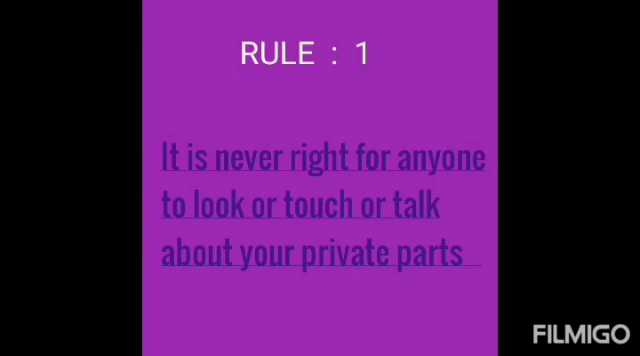 RULE : 1
It is never right for anyone
to look or touch or talk
about your private parts
FILMIGO